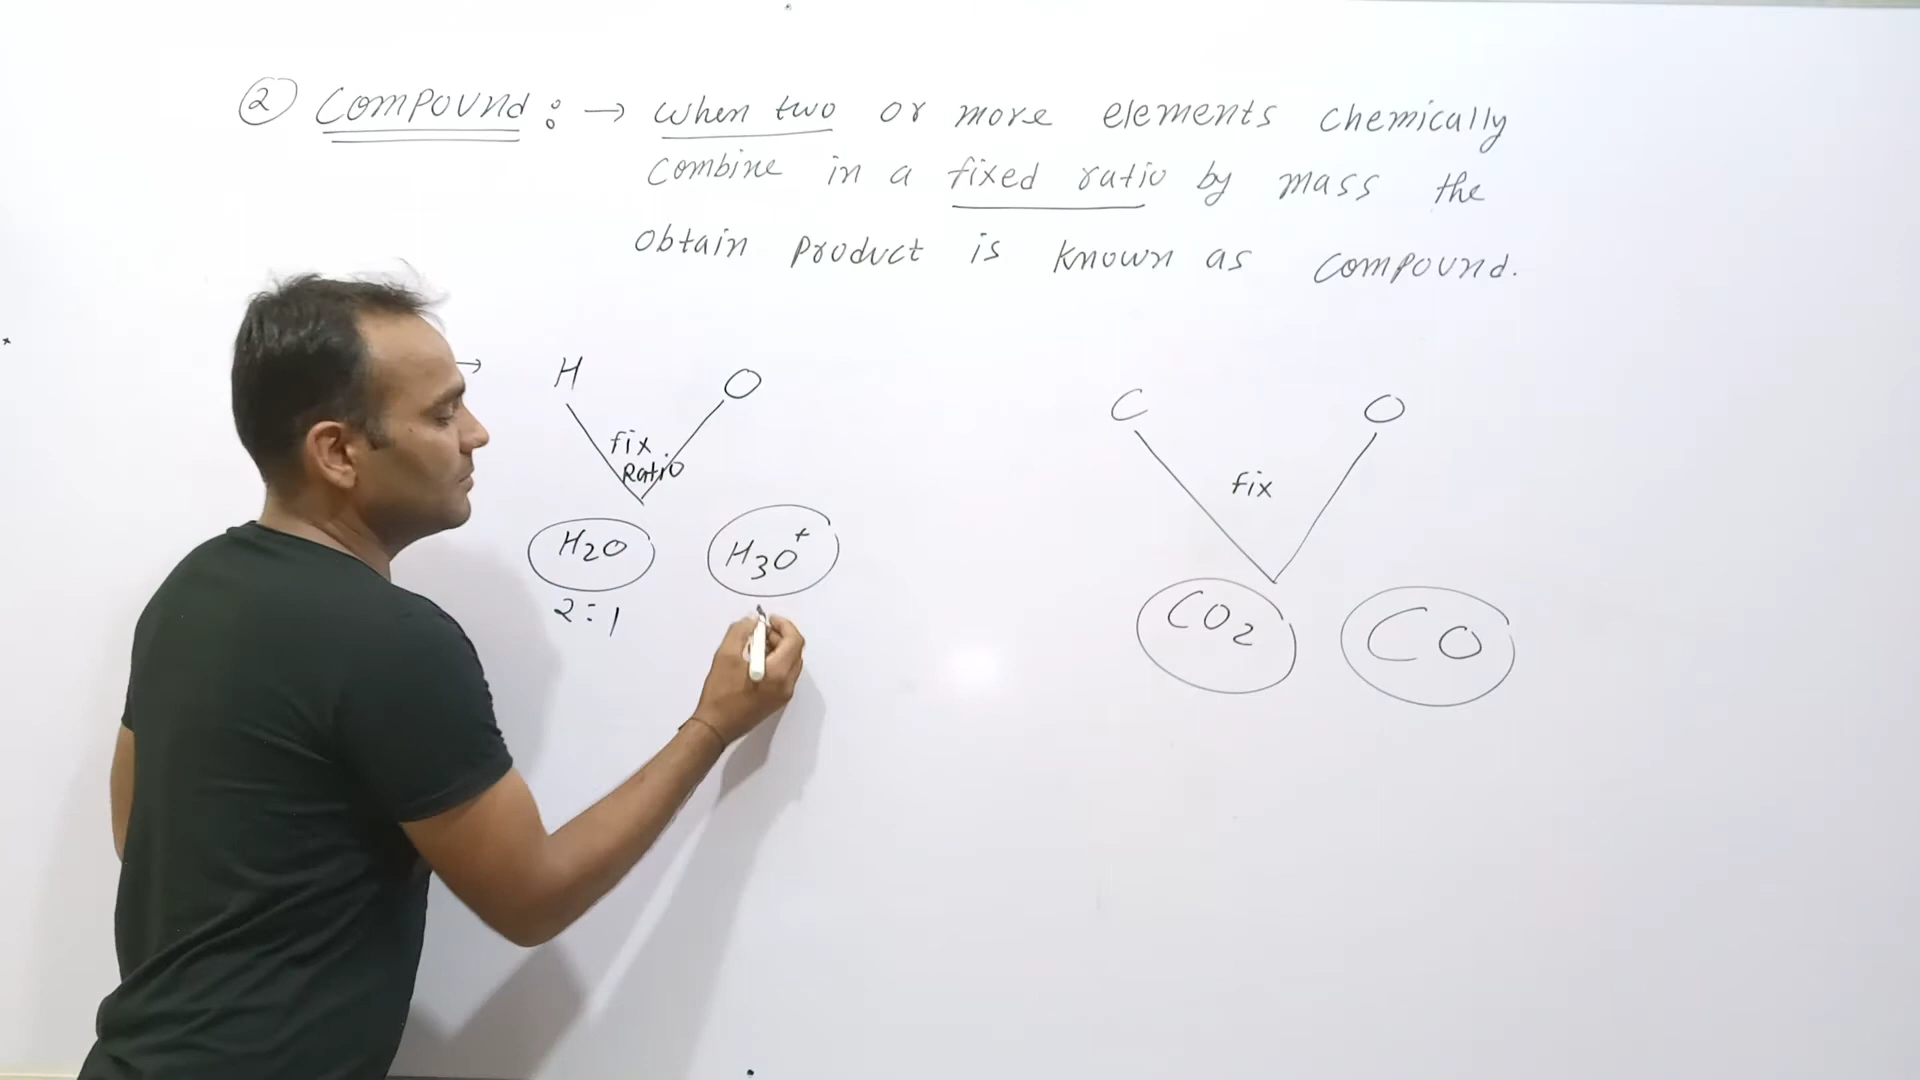 ② Compound : → when two or more elements chemically
combine in a fixed ratio by mass the
obtain product is known as compound.
→ H O
fix.
Ratio
H₂O H₃O⁺
2:1
C O
fix
CO₂ CO